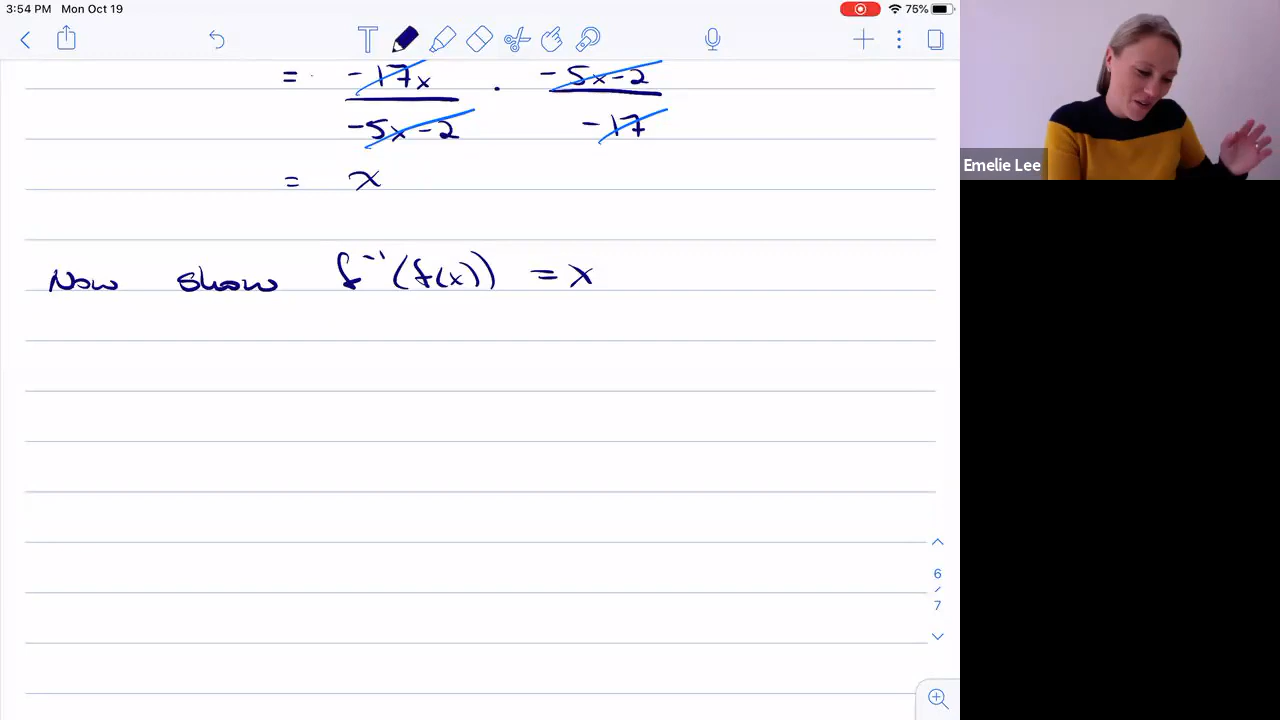 3:54 PM Mon Oct 19 75%
T
= -17x · -5x-2
-5x-2 -17
= x
Now show f⁻¹(f(x)) = x
Emelie Lee
6
/
7